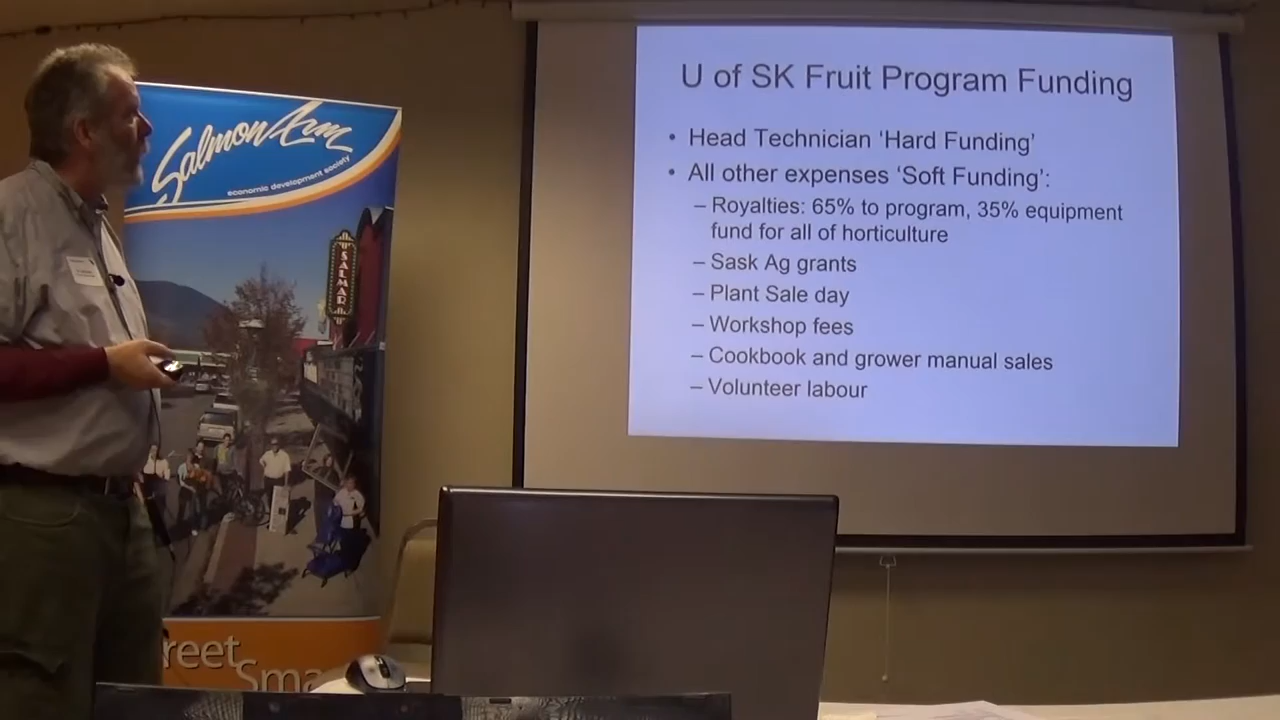 U of SK Fruit Program Funding
• Head Technician ‘Hard Funding’
• All other expenses ‘Soft Funding’:
– Royalties: 65% to program, 35% equipment
fund for all of horticulture
– Sask Ag grants
– Plant Sale day
– Workshop fees
– Cookbook and grower manual sales
– Volunteer labour
Salmon Arm
economic development society
SALMAR
reet
Sma